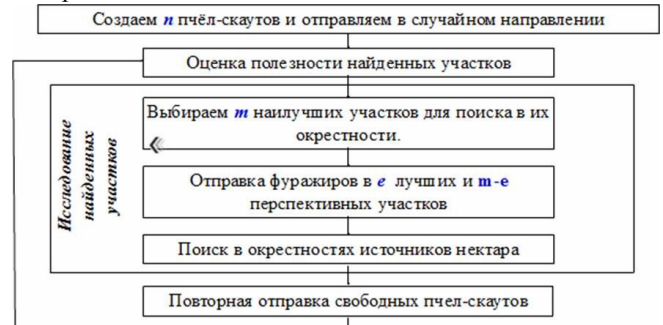 Создаем n пчёл-скаутов и отправляем в случайном направлении
Оценка полезности найденных участков
Исследование
найденных
участков
Выбираем m наилучших участков для поиска в их
окрестности.
Отправка фуражиров в e лучших и m-e
перспективных участков
Поиск в окрестностях источников нектара
Повторная отправка свободных пчел-скаутов